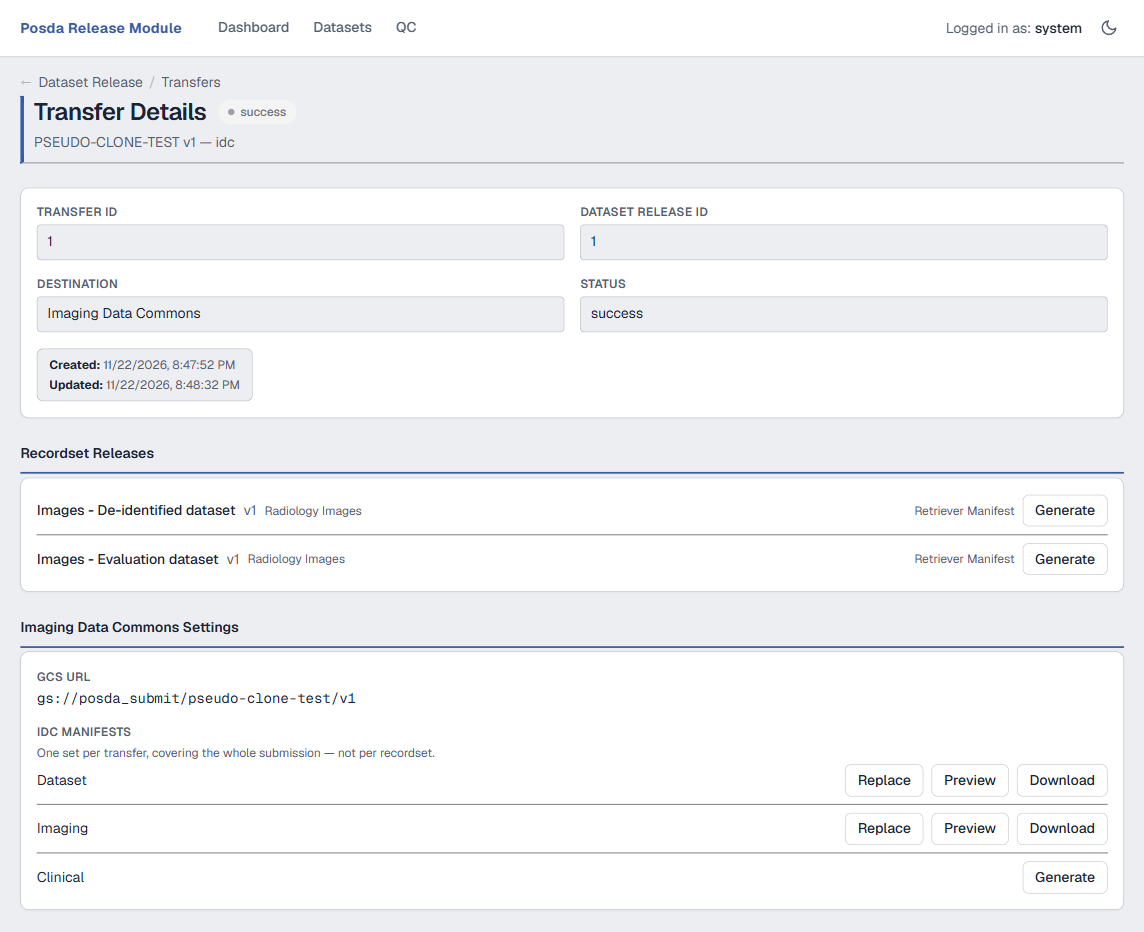 Posda Release Module Dashboard Datasets QC Logged in as: system
← Dataset Release / Transfers
Transfer Details success
PSEUDO-CLONE-TEST v1 — idc
TRANSFER ID DATASET RELEASE ID
1 1
DESTINATION STATUS
Imaging Data Commons success
Created: 11/22/2026, 8:47:52 PM
Updated: 11/22/2026, 8:48:32 PM
Recordset Releases
Images - De-identified dataset v1 Radiology Images Retriever Manifest Generate
Images - Evaluation dataset v1 Radiology Images Retriever Manifest Generate
Imaging Data Commons Settings
GCS URL
gs://posda_submit/pseudo-clone-test/v1
IDC MANIFESTS
One set per transfer, covering the whole submission — not per recordset.
Dataset Replace Preview Download
Imaging Replace Preview Download
Clinical Generate